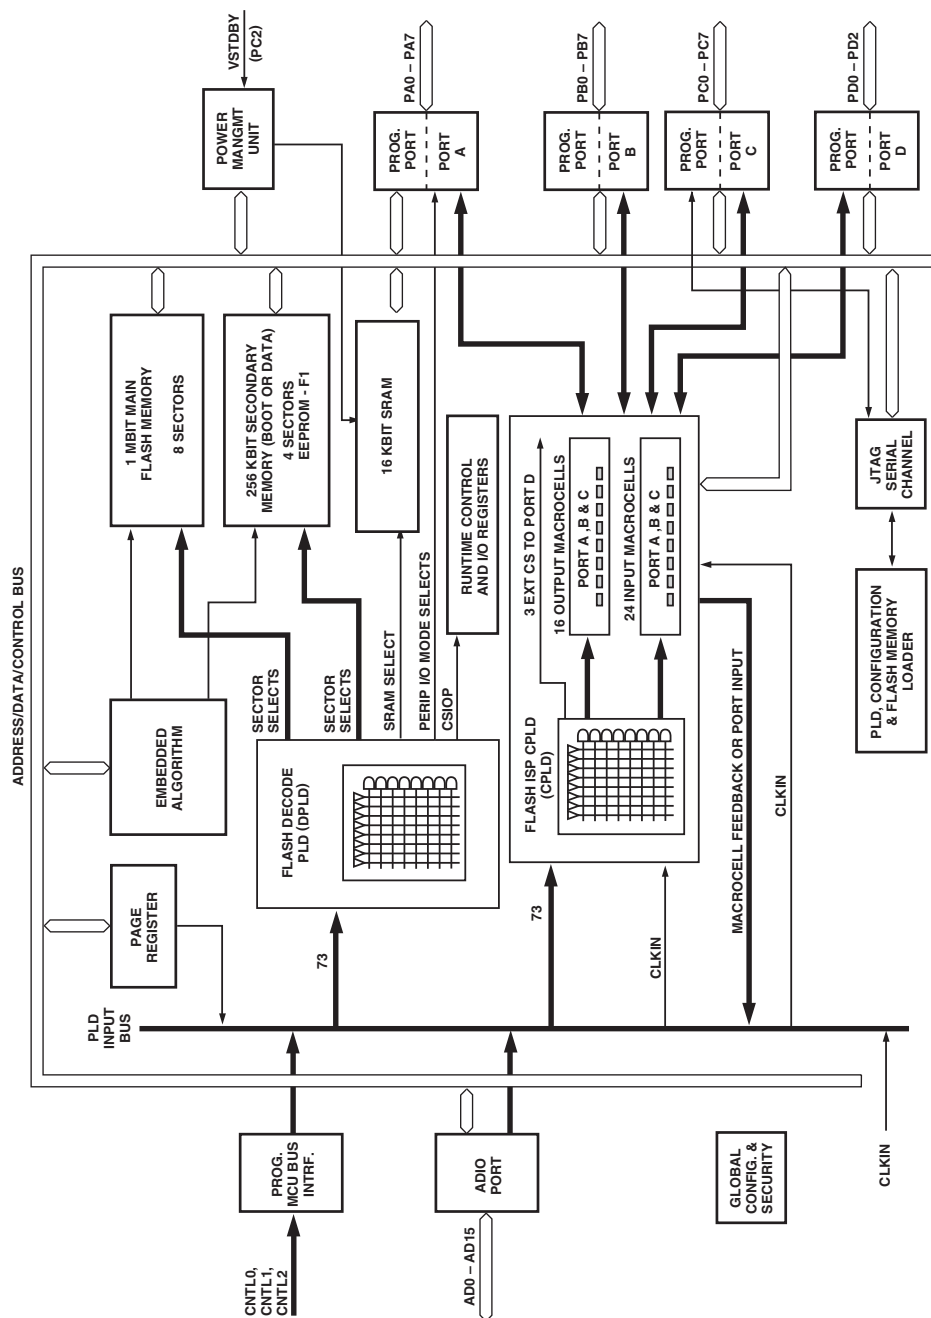 ADDRESS/DATA/CONTROL BUS
CNTL0,
CNTL1,
CNTL2
PROG.
MCU BUS
INTRF.
PLD
INPUT
BUS
PAGE
REGISTER
EMBEDDED
ALGORITHM
1 MBIT MAIN
FLASH MEMORY
8 SECTORS
VSTDBY
(PC2)
POWER
MANGMT
UNIT
256 KBIT SECONDARY
MEMORY (BOOT OR DATA)
4 SECTORS
EEPROM - F1
SECTOR
SELECTS
SECTOR
SELECTS
73
FLASH DECODE
PLD (DPLD)
16 KBIT SRAM
SRAM SELECT
PERIP I/O MODE SELECTS
CSIOP
RUNTIME CONTROL
AND I/O REGISTERS
PROG.
PORT
PORT
A
PA0 – PA7
AD0 – AD15
ADIO
PORT
73
FLASH ISP CPLD
(CPLD)
3 EXT CS TO PORT D
16 OUTPUT MACROCELLS
PORT A ,B & C
24 INPUT MACROCELLS
PORT A ,B & C
PROG.
PORT
PORT
B
PB0 – PB7
CLKIN
MACROCELL FEEDBACK OR PORT INPUT
CLKIN
PROG.
PORT
PORT
C
PC0 – PC7
GLOBAL
CONFIG. &
SECURITY
CLKIN
PLD, CONFIGURATION
& FLASH MEMORY
LOADER
JTAG
SERIAL
CHANNEL
PROG.
PORT
PORT
D
PD0 – PD2